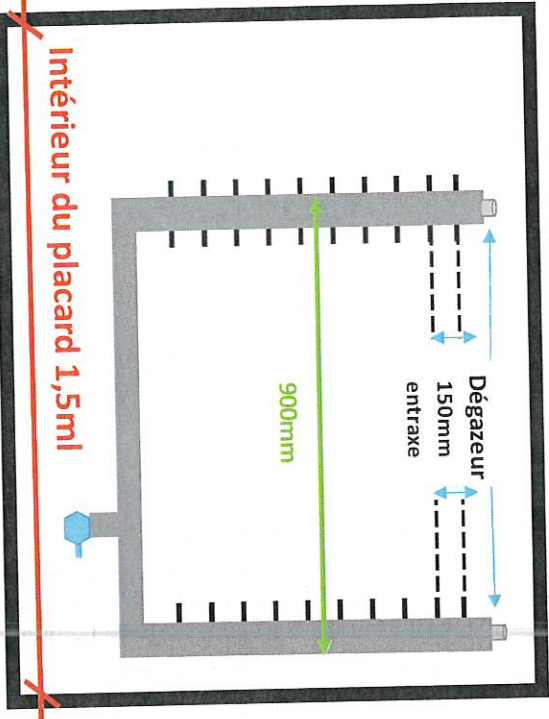 Dégazeur
150mm
entraxe
900mm
Intérieur du placard 1,5ml